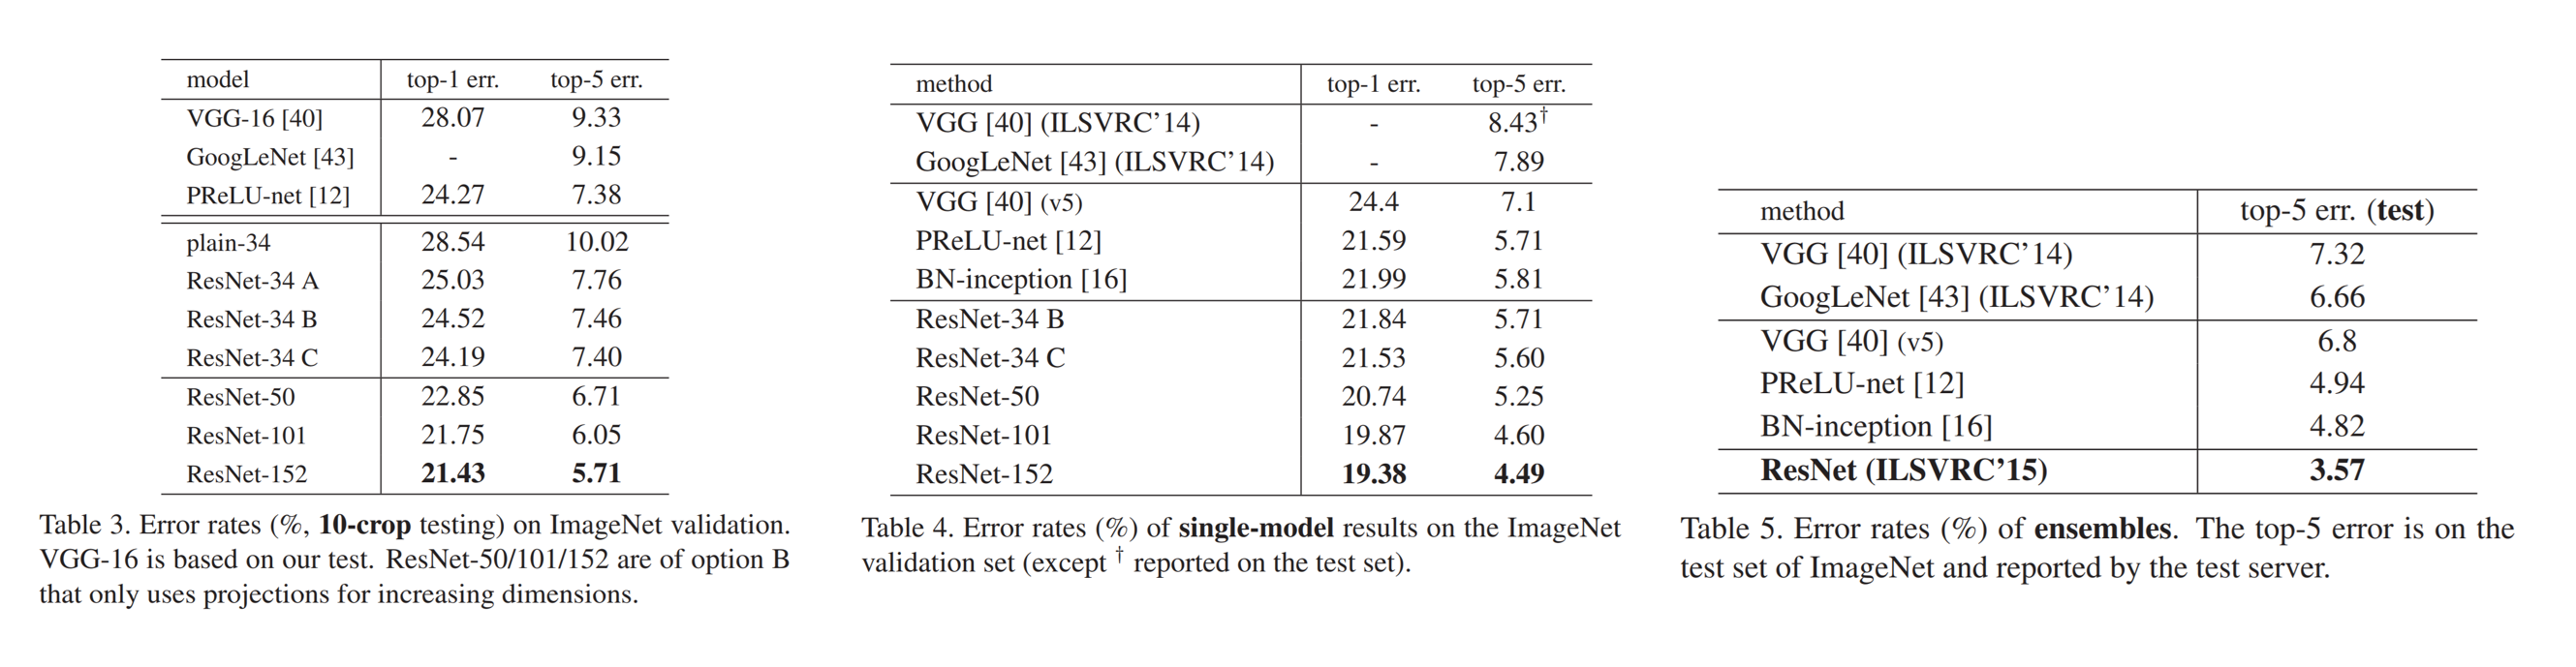 model top-1 err. top-5 err.
VGG-16 [40] 28.07 9.33
GoogLeNet [43] - 9.15
PReLU-net [12] 24.27 7.38
plain-34 28.54 10.02
ResNet-34 A 25.03 7.76
ResNet-34 B 24.52 7.46
ResNet-34 C 24.19 7.40
ResNet-50 22.85 6.71
ResNet-101 21.75 6.05
ResNet-152 21.43 5.71
Table 3. Error rates (%, 10-crop testing) on ImageNet validation.
VGG-16 is based on our test. ResNet-50/101/152 are of option B
that only uses projections for increasing dimensions.
method top-1 err. top-5 err.
VGG [40] (ILSVRC’14) - 8.43†
GoogLeNet [43] (ILSVRC’14) - 7.89
VGG [40] (v5) 24.4 7.1
PReLU-net [12] 21.59 5.71
BN-inception [16] 21.99 5.81
ResNet-34 B 21.84 5.71
ResNet-34 C 21.53 5.60
ResNet-50 20.74 5.25
ResNet-101 19.87 4.60
ResNet-152 19.38 4.49
Table 4. Error rates (%) of single-model results on the ImageNet
validation set (except † reported on the test set).
method top-5 err. (test)
VGG [40] (ILSVRC’14) 7.32
GoogLeNet [43] (ILSVRC’14) 6.66
VGG [40] (v5) 6.8
PReLU-net [12] 4.94
BN-inception [16] 4.82
ResNet (ILSVRC’15) 3.57
Table 5. Error rates (%) of ensembles. The top-5 error is on the
test set of ImageNet and reported by the test server.